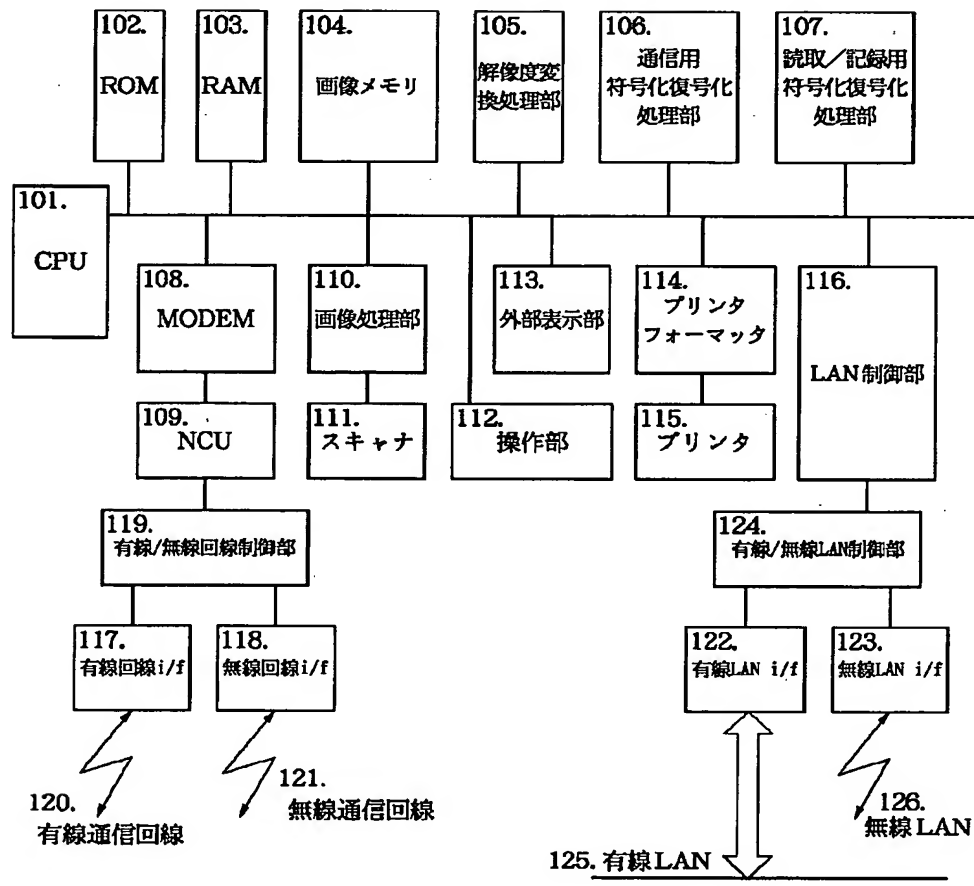 102.
ROM
103.
RAM
104.
画像メモリ
105.
解像度変
換処理部
106.
通信用
符号化復号化
処理部
107.
読取/記録用
符号化復号化
処理部
101.
CPU
108.
MODEM
110.
画像処理部
113.
外部表示部
114.
プリンタ
フォーマッタ
116.
LAN制御部
109.
NCU
111.
スキャナ
112.
操作部
115.
プリンタ
119.
有線/無線回線制御部
124.
有線/無線LAN制御部
117.
有線回線i/f
118.
無線回線i/f
122.
有線LAN i/f
123.
無線LAN i/f
120.
有線通信回線
121.
無線通信回線
126.
無線LAN
125. 有線LAN